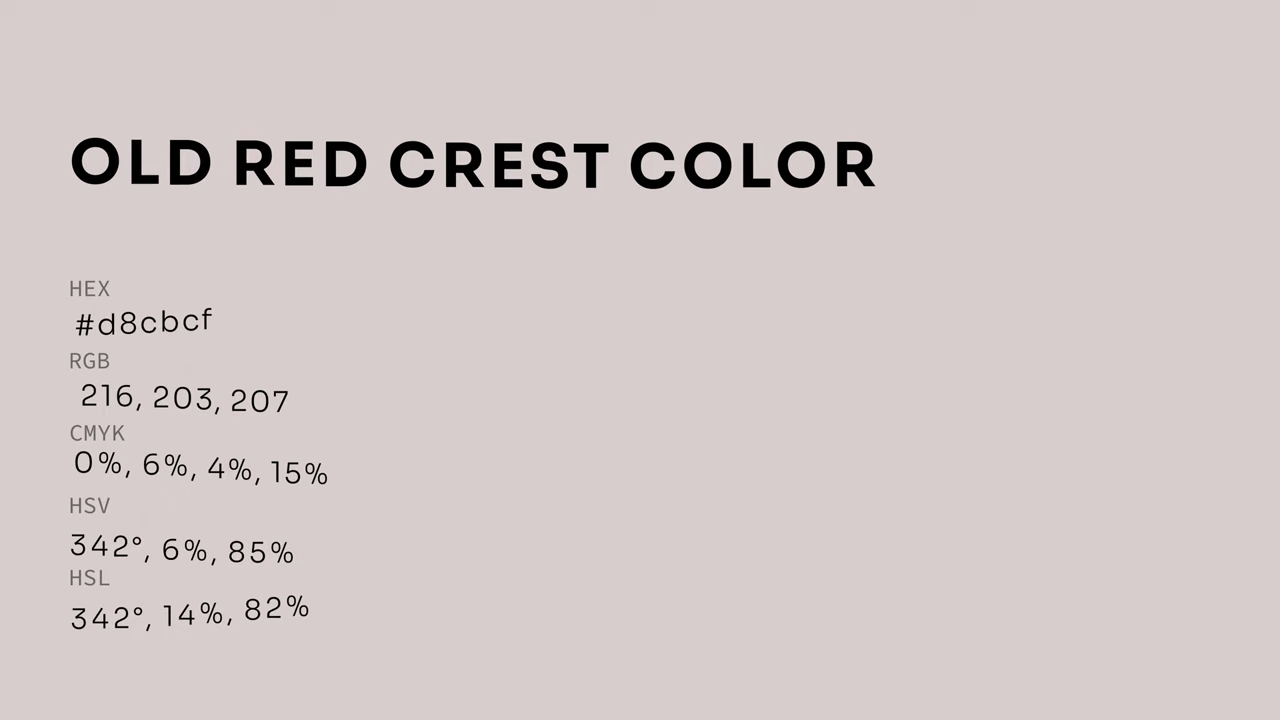 OLD RED CREST COLOR
HEX
#d8cbcf
RGB
216, 203, 207
CMYK
0%, 6%, 4%, 15%
HSV
342°, 6%, 85%
HSL
342°, 14%, 82%